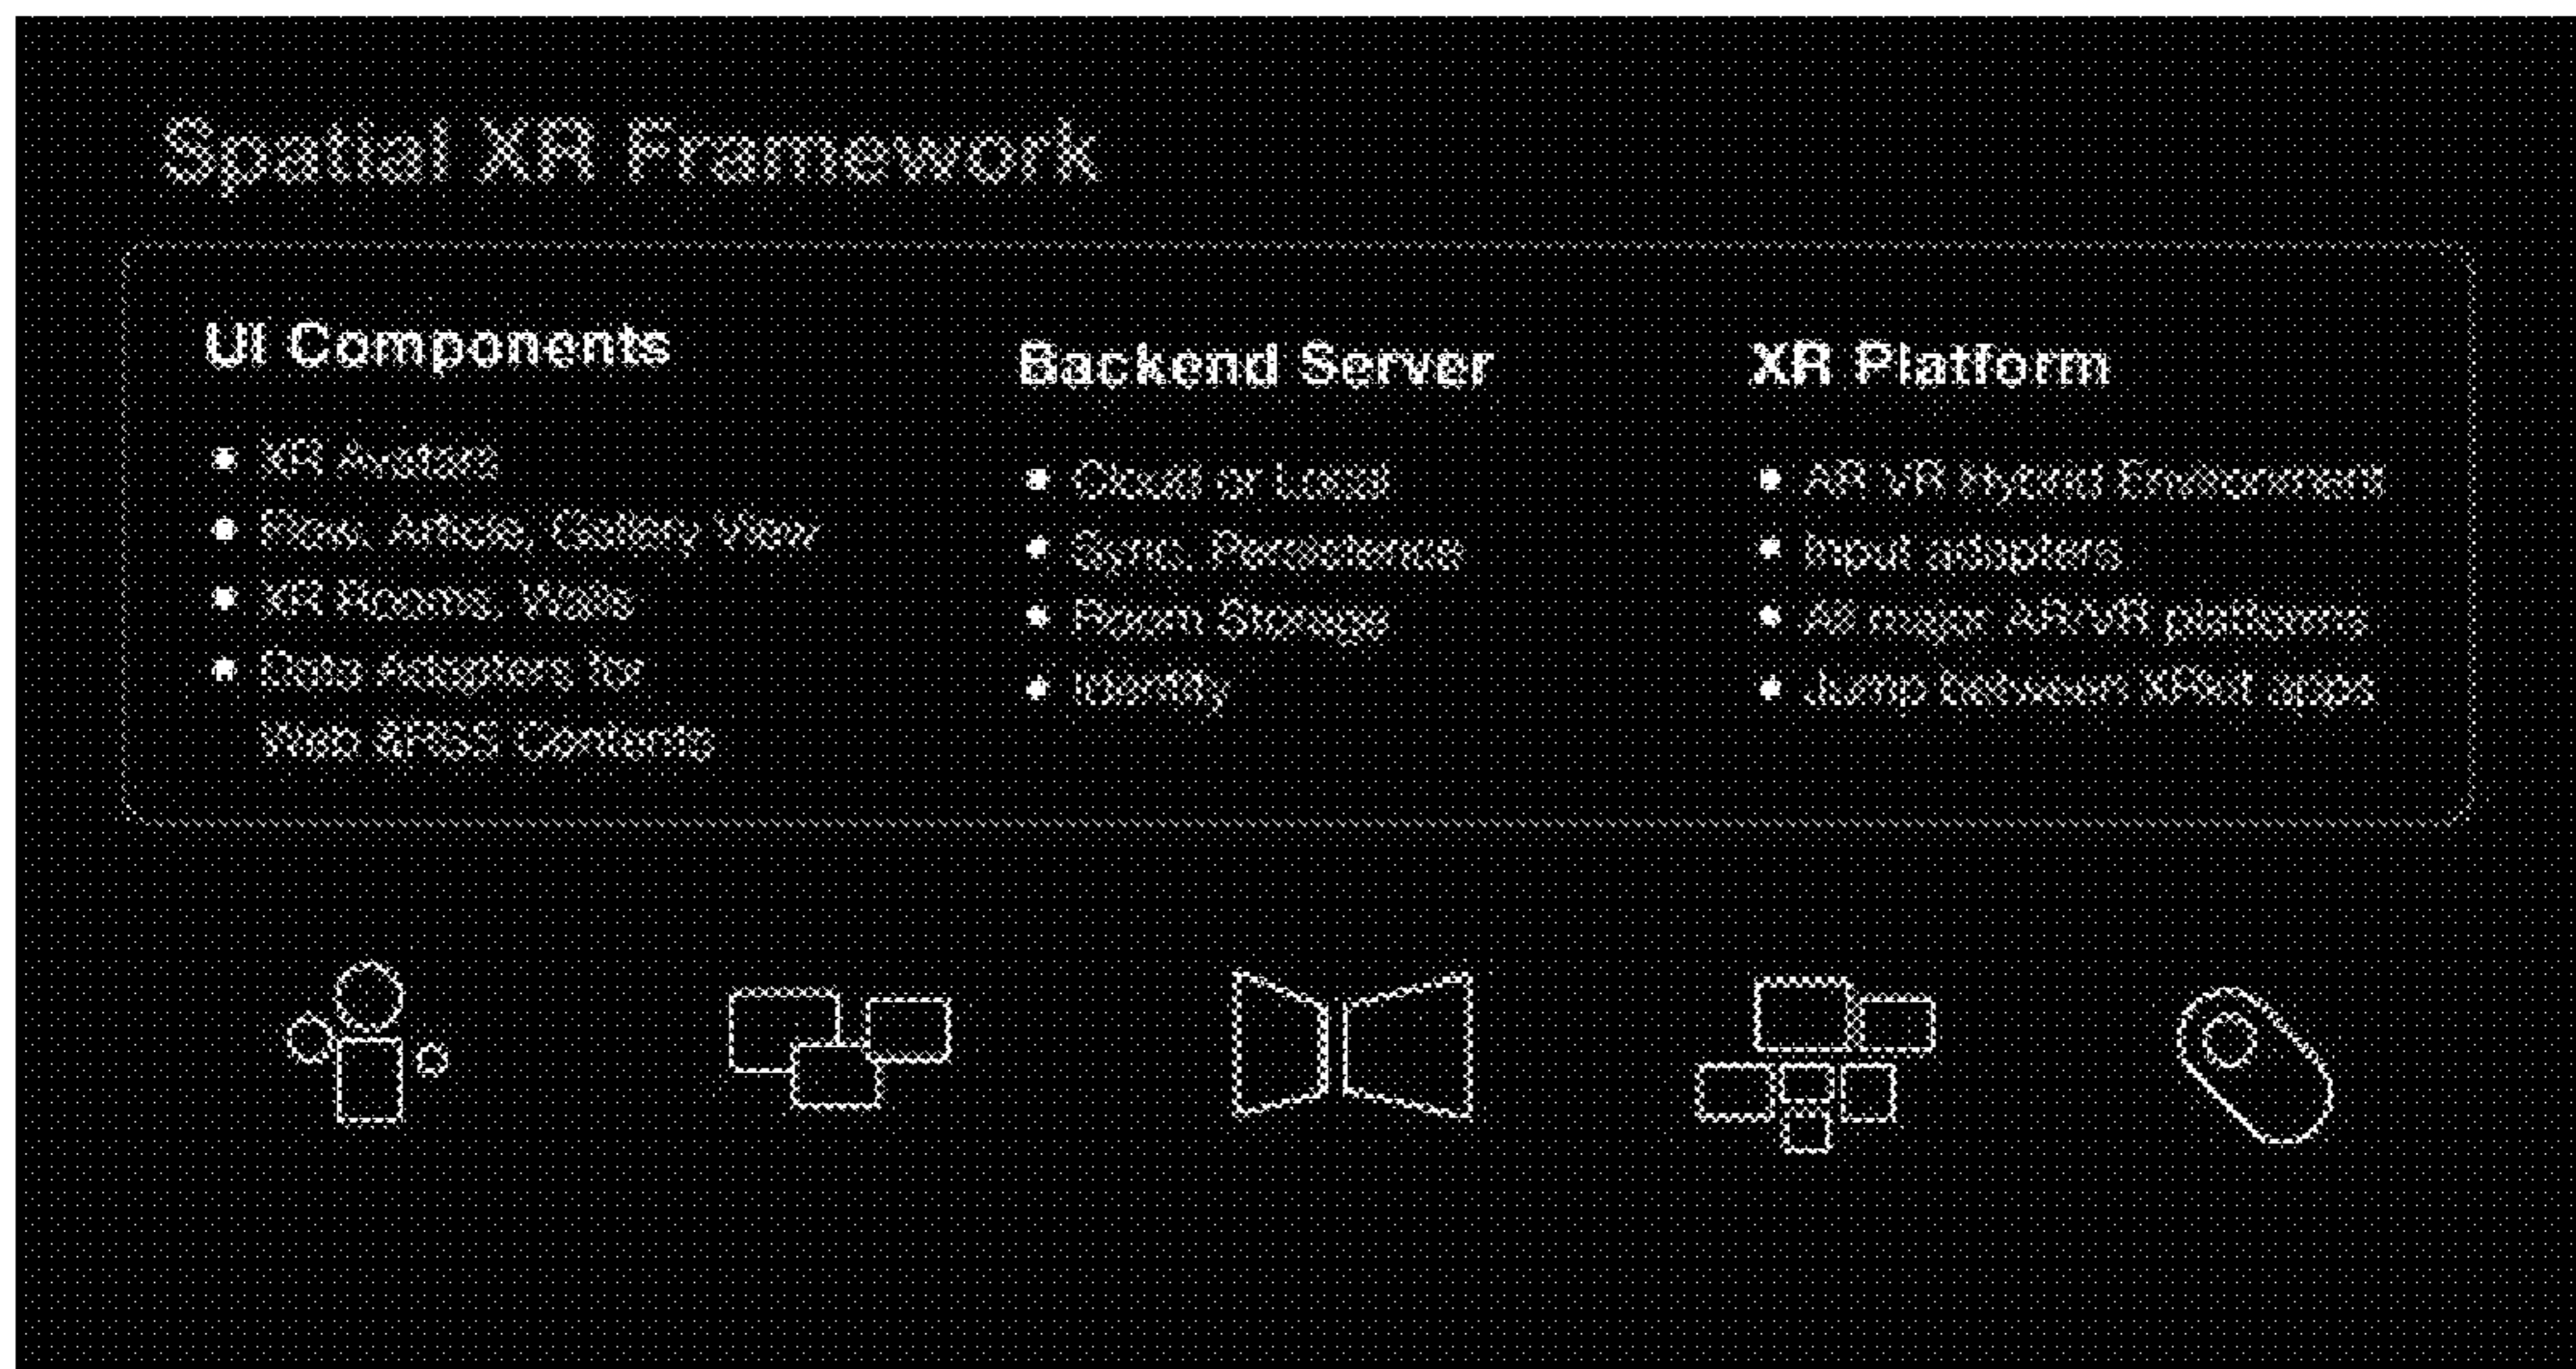 Spatial XR Framework
UI Components
XR Avatars
Flow, Article, Gallery View
XR Rooms, Walls
Data Adapters for
Web &RSS Contents
Backend Server
Cloud or Local
Sync, Persistence
Room Storage
Identity
XR Platform
AR VR Hybrid Environment
Input adapters
All major AR/VR platforms
Jump between XRkit apps